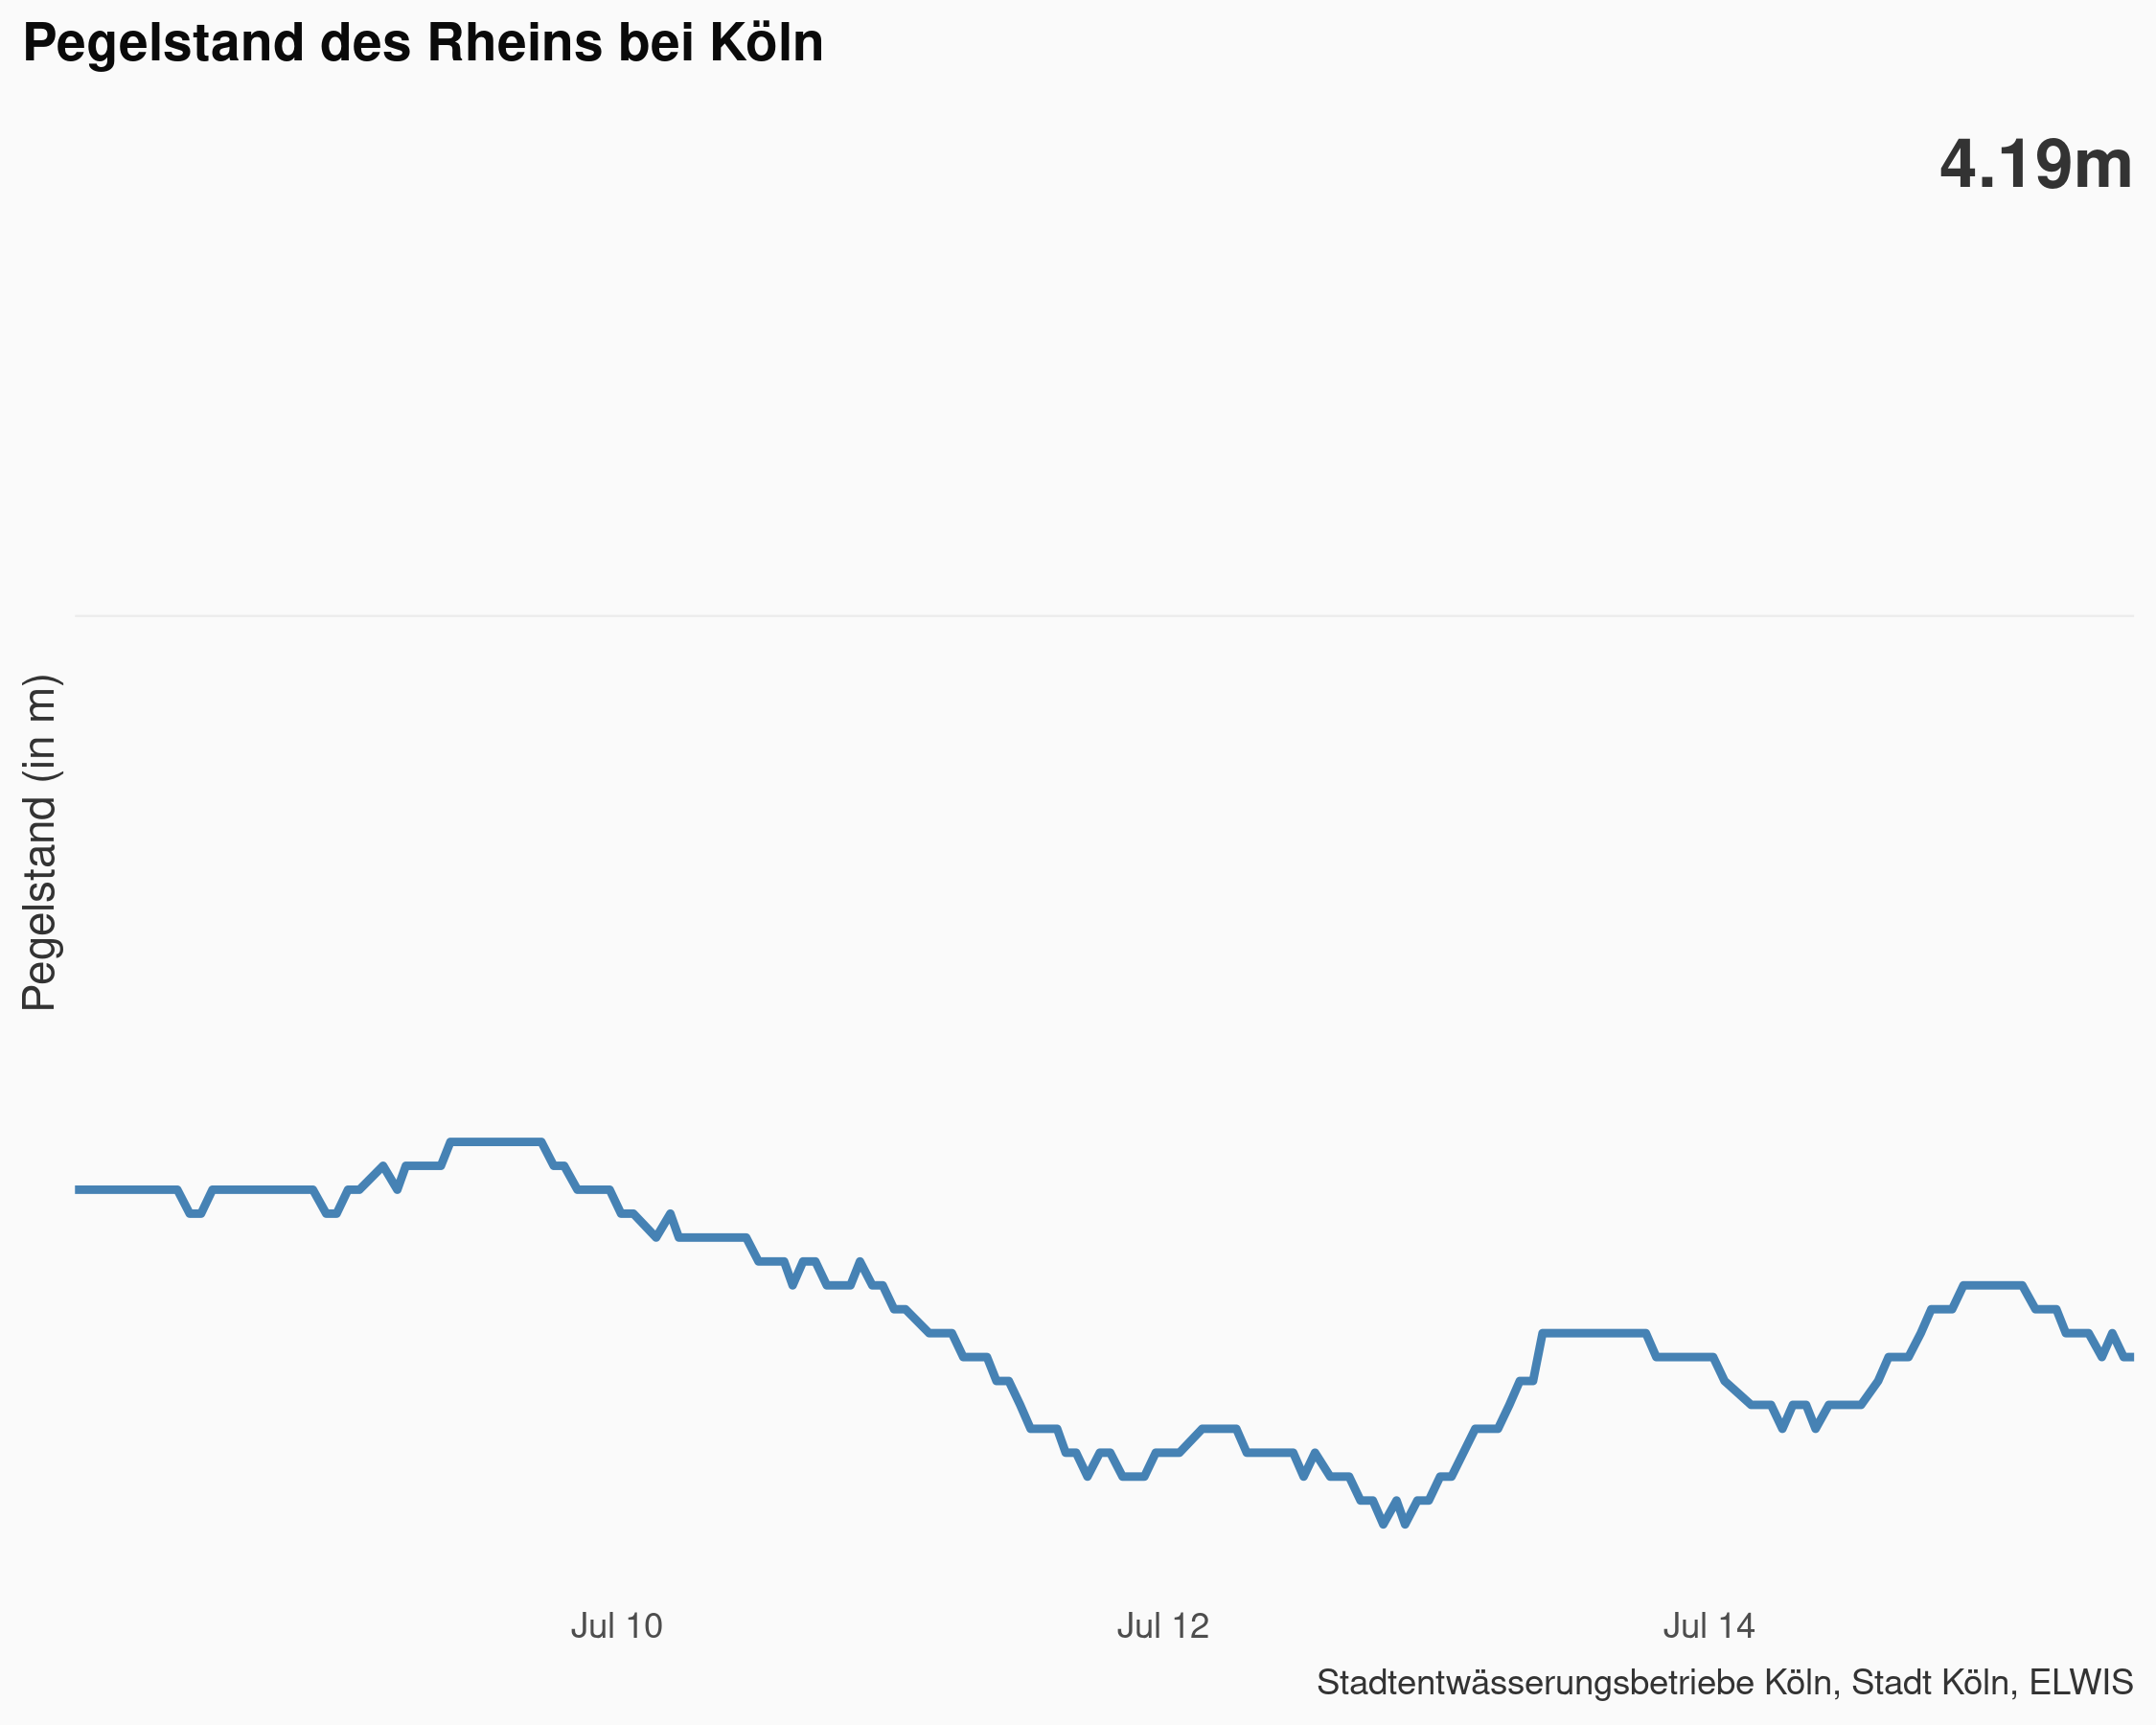 Pegelstand des Rheins bei Köln
4.19m
Pegelstand (in m)
Jul 10
Jul 12
Jul 14
Stadtentwässerungsbetriebe Köln, Stadt Köln, ELWIS